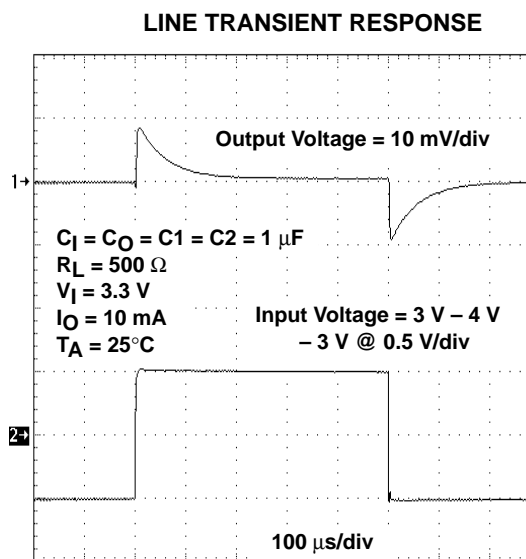 LINE TRANSIENT RESPONSE
Output Voltage = 10 mV/div
1→
CI = CO = C1 = C2 = 1 μF
RL = 500 Ω
VI = 3.3 V
IO = 10 mA
TA = 25°C
Input Voltage = 3 V – 4 V
– 3 V @ 0.5 V/div
2→
100 μs/div